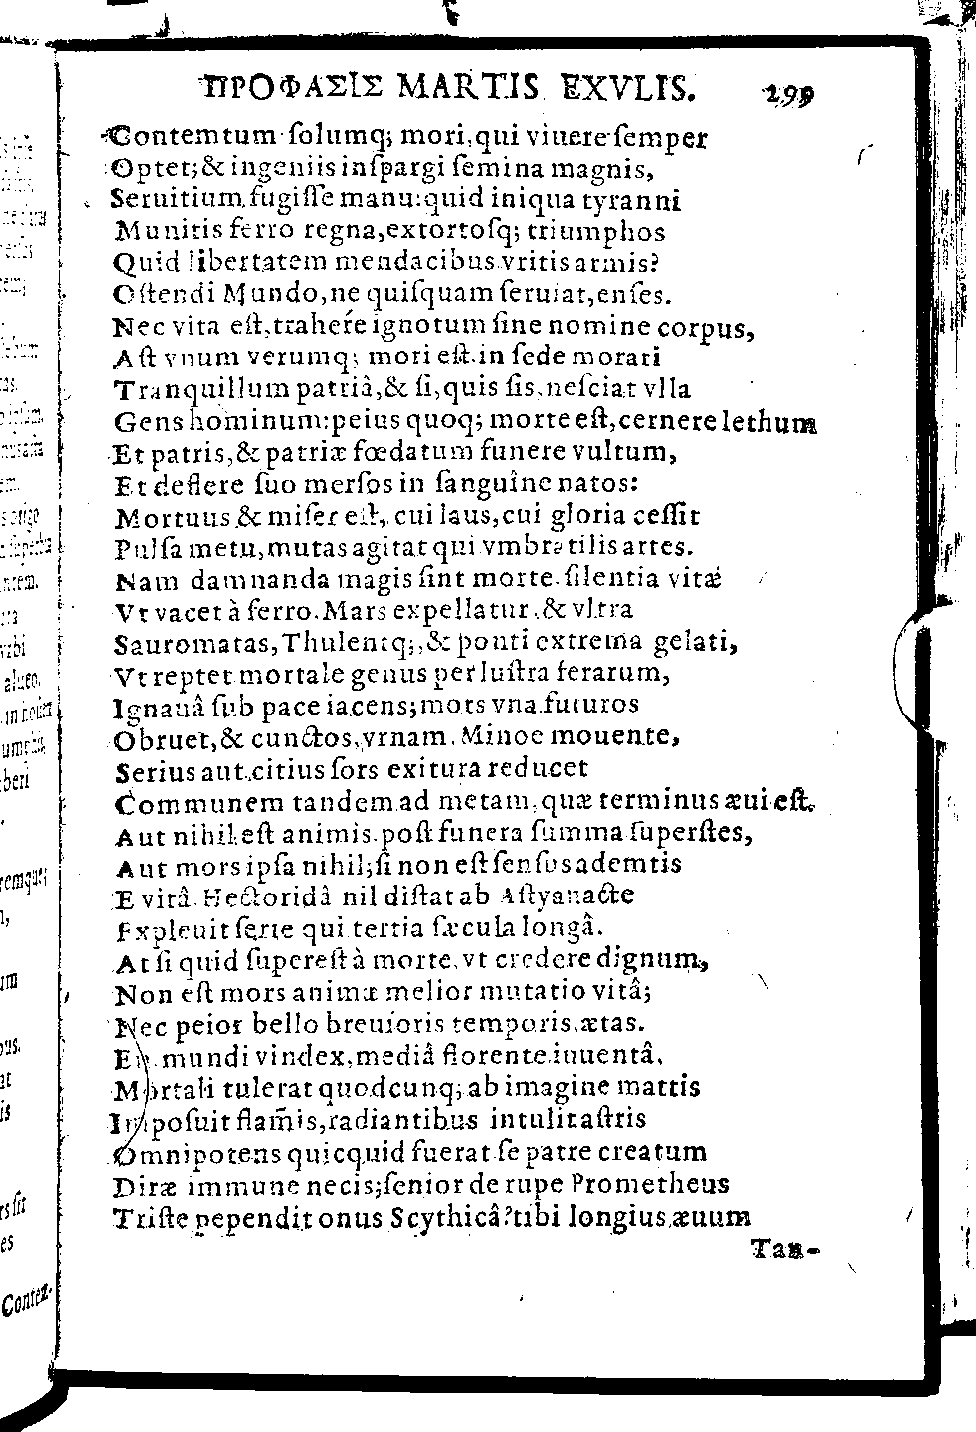 ΠΡΟΦΑΣΙΣ MARTIS EXVLIS. 299
Contemtum ſolumq; mori, qui viuere ſemper
Optet; & ingeniis inſpargi ſemina magnis,
Seruitium fugiſſe manu: quid iniqua tyranni
Munitis ferro regna, extortoſq; triumphos
Quid libertatem mendacibus vritis armis?
Oſtendi Mundo, ne quiſquam ſeruiat, enſes.
Nec vita eſt, trahere ignotum ſine nomine corpus,
Aſt vnum verumq; mori eſt in ſede morari
Tranquillum patriâ, & ſi, quis ſis, neſciat vlla
Gens hominum: peius quoq; morte eſt, cernere lethum
Et patris, & patriæ fœdatum funere vultum,
Et deflere ſuo merſos in ſanguine natos:
Mortuus & miſer eſt, cui laus, cui gloria ceſſit
Pulſa metu, mutas agitat qui vmbratilis artes.
Nam damnanda magis ſint morte ſilentia vitæ
Vt vacet à ferro. Mars expellatur, & vltra
Sauromatas, Thulenq;, & ponti extrema gelati,
Vt reptet mortale genus per luſtra ferarum,
Ignauâ ſub pace iacens; mors vna futuros
Obruet, & cunctos, vrnam Minoe mouente,
Serius aut citius ſors exitura reducet
Communem tandem ad metam, quæ terminus æui eſt.
Aut nihil eſt animis poſt funera ſumma ſuperſtes,
Aut mors ipſa nihil; ſi non eſt ſenſus ademtis
E vitâ. Hectoridâ nil diſtat ab Aſtyanacte
Expleuit ſerie qui tertia ſæcula longâ.
At ſi quid ſupereſt à morte, vt credere dignum,
Non eſt mors animæ melior mutatio vitâ;
Nec peior bello breuioris temporis ætas.
En mundi vindex, mediâ florente iuuentâ,
Mortali tulerat quodcunq; ab imagine mattis
Impoſuit flam̃is, radiantibus intulit aſtris
Omnipotens quicquid fuerat ſe patre creatum
Diræ immune necis; ſenior de rupe Prometheus
Triſte pependit onus Scythicâ? tibi longius æuum
Tan-